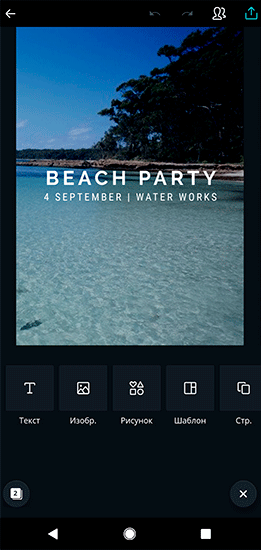 BEACH PARTY
4 SEPTEMBER | WATER WORKS
Текст Изобр. Рисунок Шаблон Стр.
2